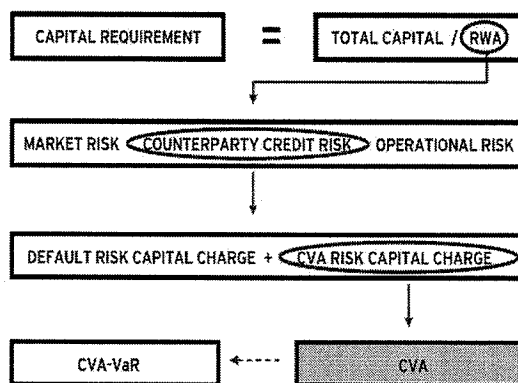 CAPITAL REQUIREMENT = TOTAL CAPITAL / RWA
MARKET RISK COUNTERPARTY CREDIT RISK OPERATIONAL RISK
DEFAULT RISK CAPITAL CHARGE + CVA RISK CAPITAL CHARGE
CVA-VaR CVA